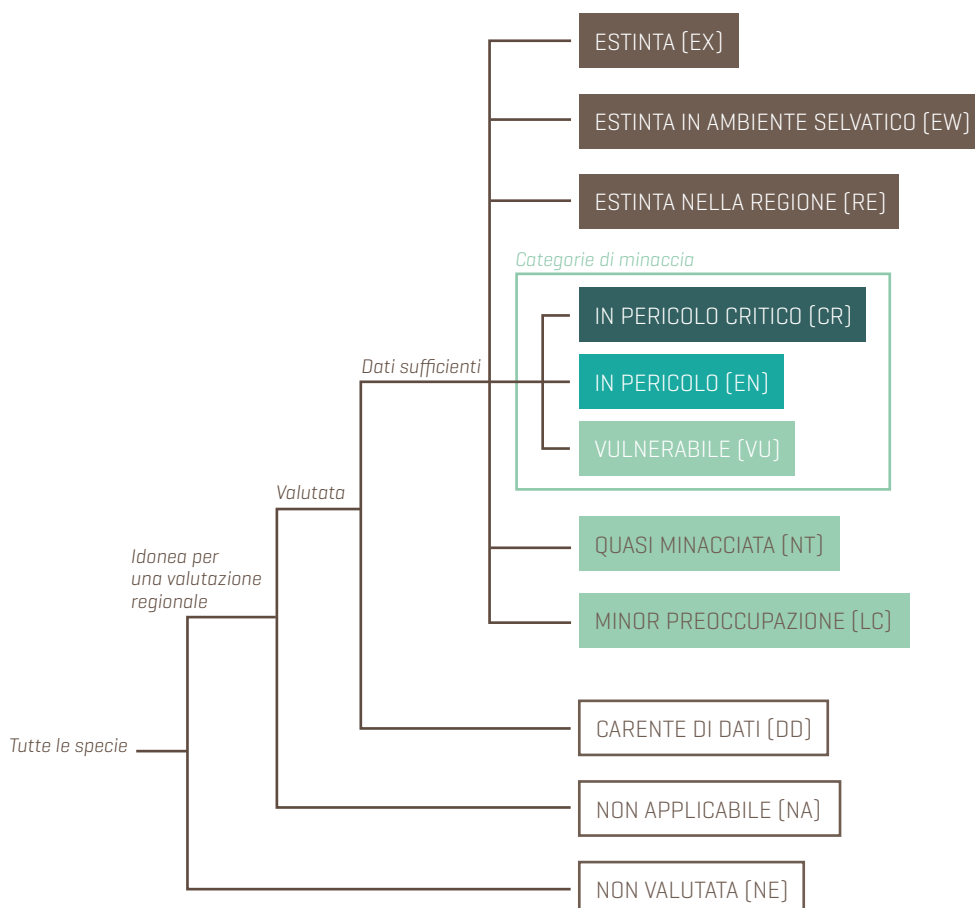 ESTINTA (EX)
ESTINTA IN AMBIENTE SELVATICO (EW)
ESTINTA NELLA REGIONE (RE)
Categorie di minaccia
IN PERICOLO CRITICO (CR)
Dati sufficienti
IN PERICOLO (EN)
VULNERABILE (VU)
Valutata
QUASI MINACCIATA (NT)
Idonea per
una valutazione
regionale
MINOR PREOCCUPAZIONE (LC)
CARENTE DI DATI (DD)
Tutte le specie
NON APPLICABILE (NA)
NON VALUTATA (NE)